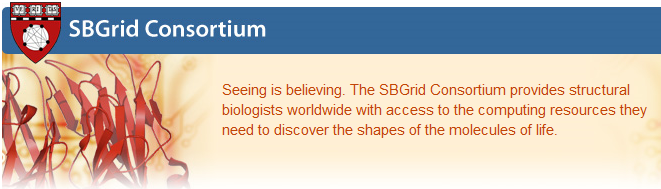 SBGrid Consortium
Seeing is believing. The SBGrid Consortium provides structural
biologists worldwide with access to the computing resources they
need to discover the shapes of the molecules of life.